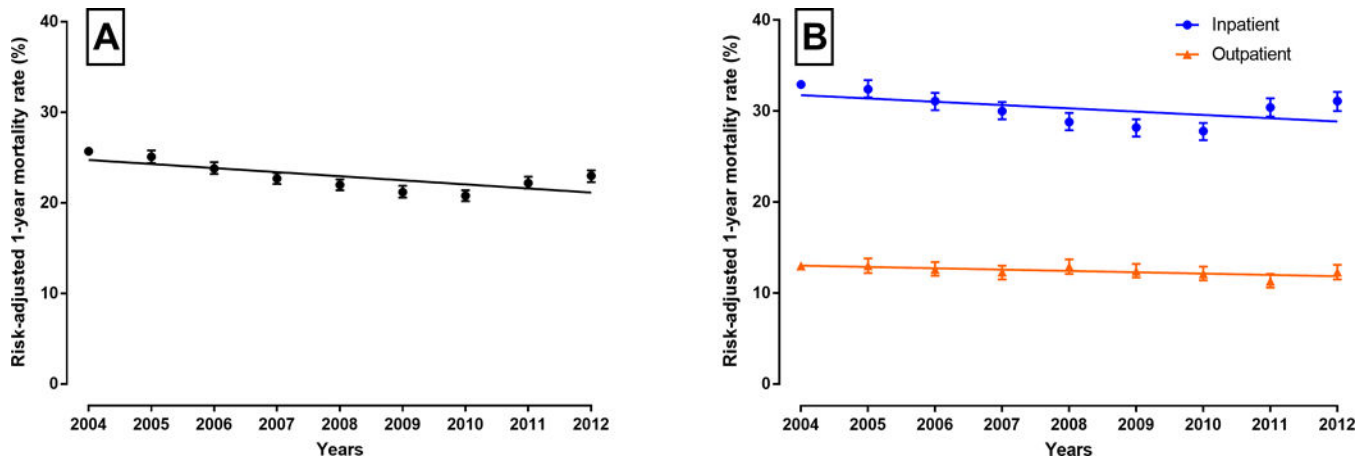 A
Risk-adjusted 1-year mortality rate (%)
40
30
20
10
0
2004 2005 2006 2007 2008 2009 2010 2011 2012
Years
B
Inpatient
Outpatient
Risk-adjusted 1-year mortality rate (%)
40
30
20
10
0
2004 2005 2006 2007 2008 2009 2010 2011 2012
Years